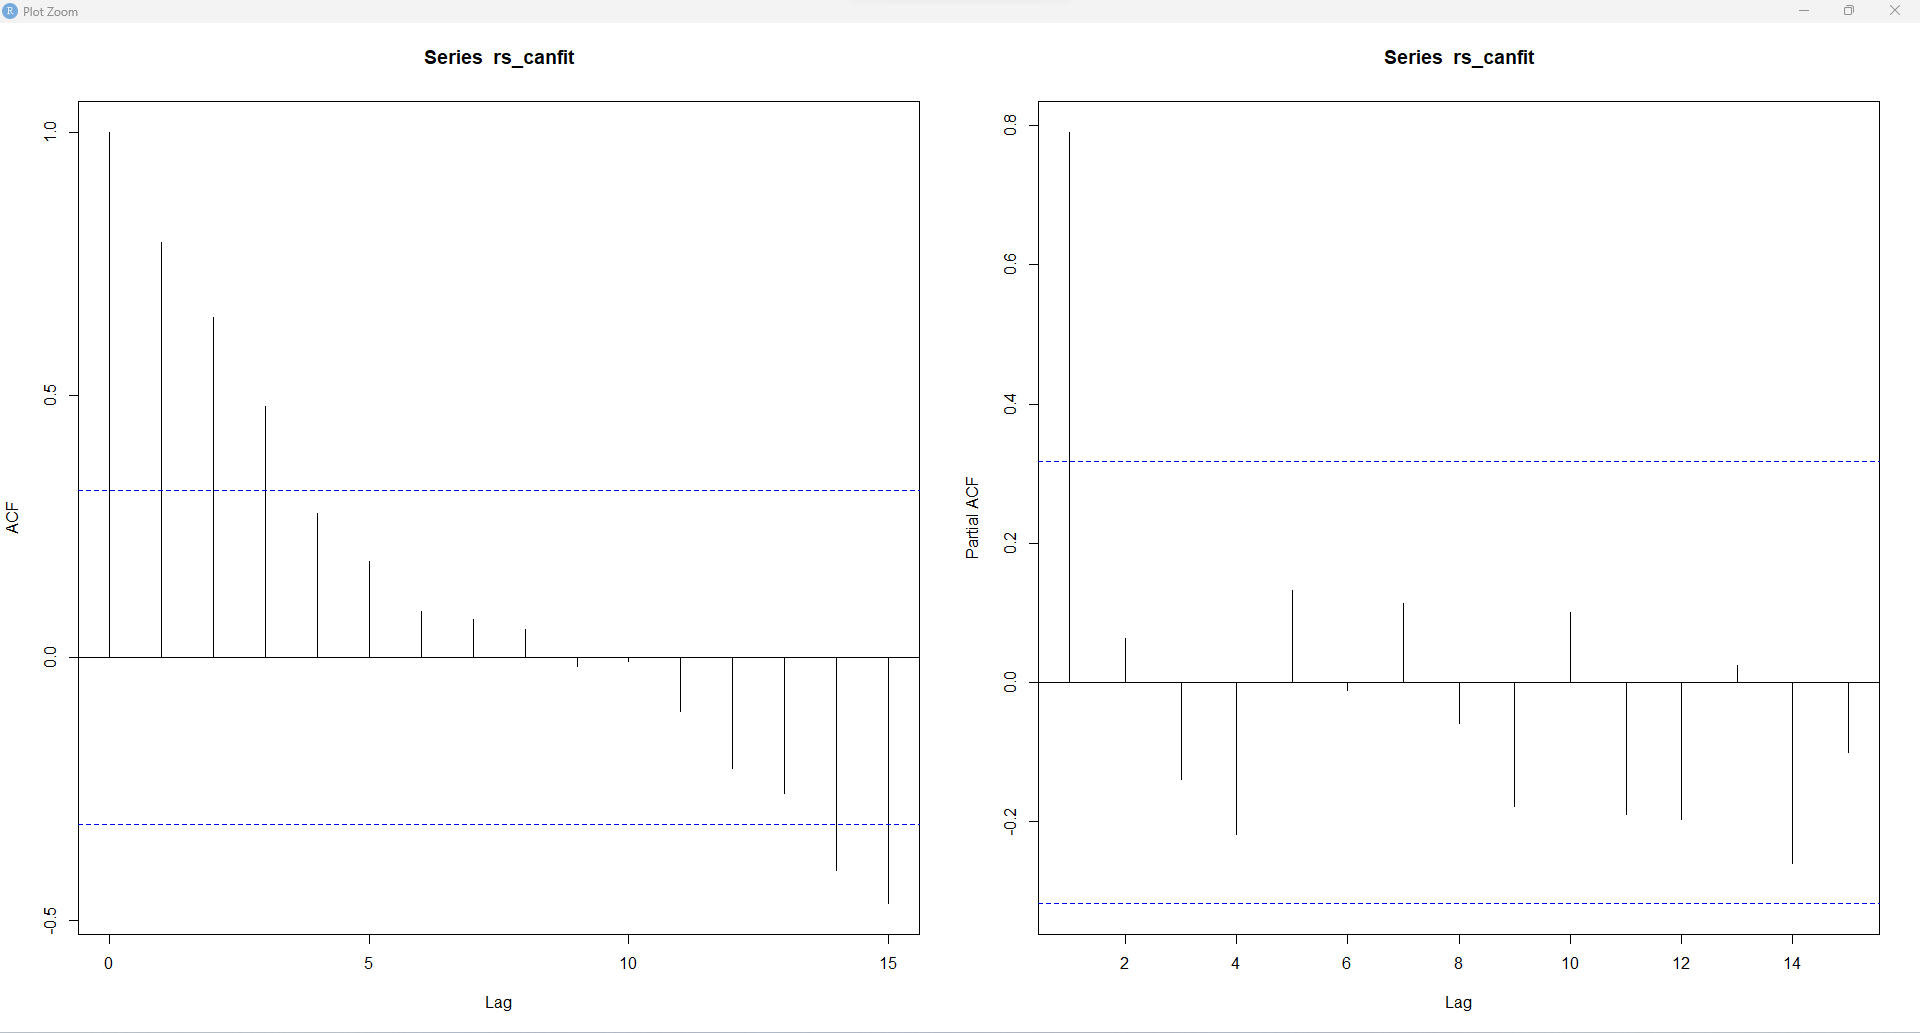 R Plot Zoom
Series rs_canfit
1.0
0.5
0.0
-0.5
ACF
0 5 10 15
Lag
Series rs_canfit
0.8
0.6
0.4
0.2
0.0
-0.2
Partial ACF
2 4 6 8 10 12 14
Lag